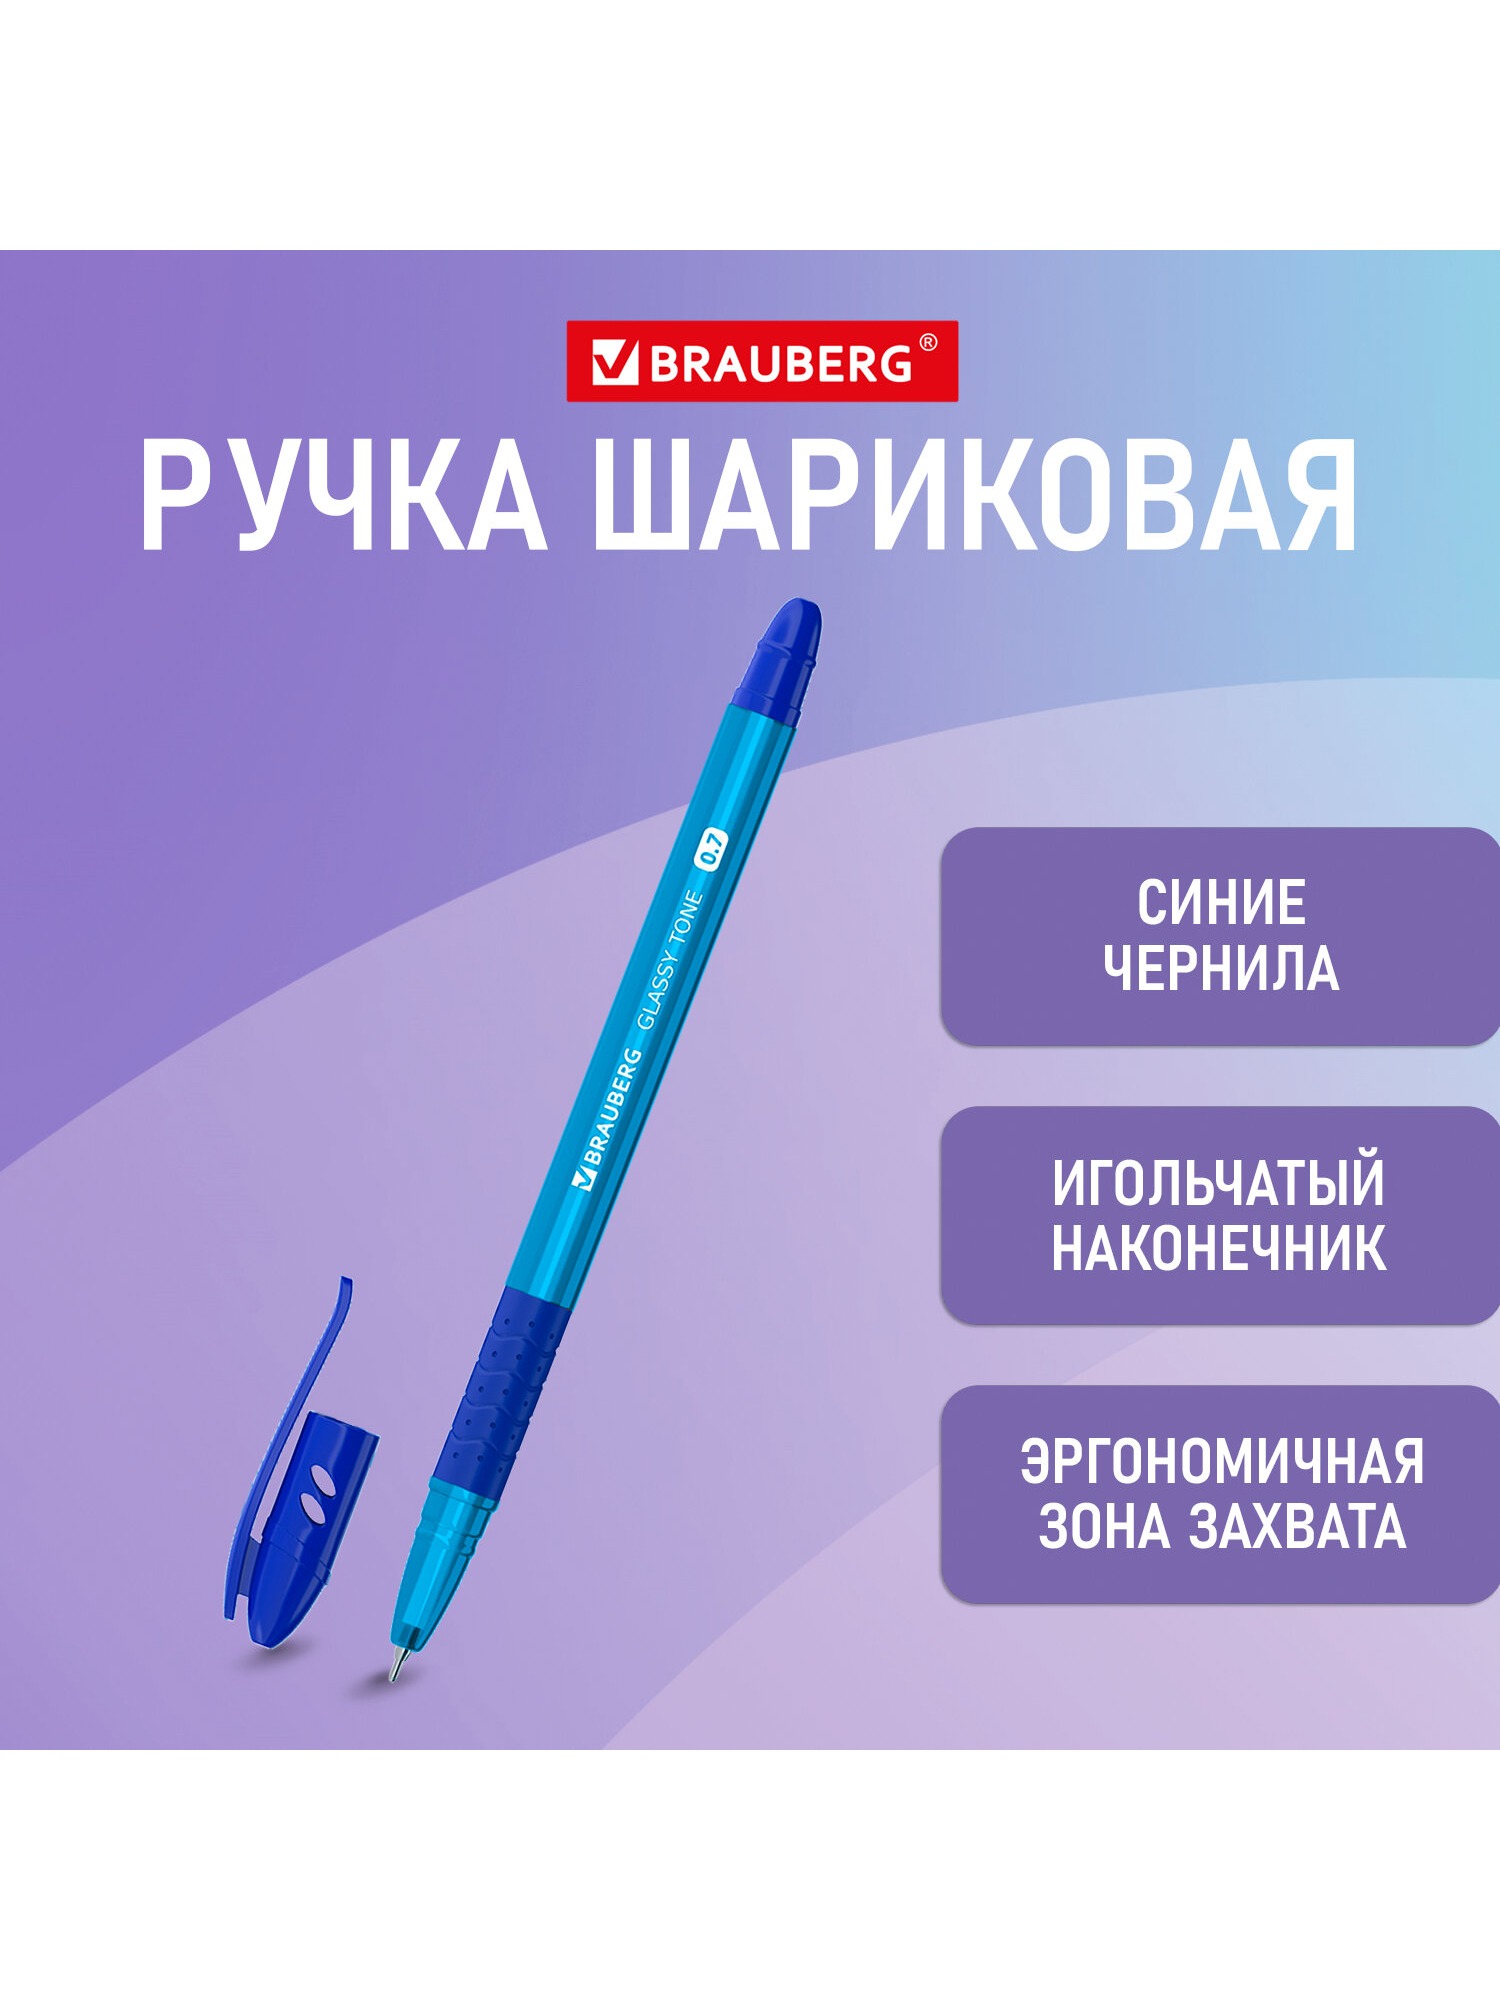 BRAUBERG®
РУЧКА ШАРИКОВАЯ
BRAUBERG GLASSY TONE 0.7
СИНИЕ
ЧЕРНИЛА
ИГОЛЬЧАТЫЙ
НАКОНЕЧНИК
ЭРГОНОМИЧНАЯ
ЗОНА ЗАХВАТА